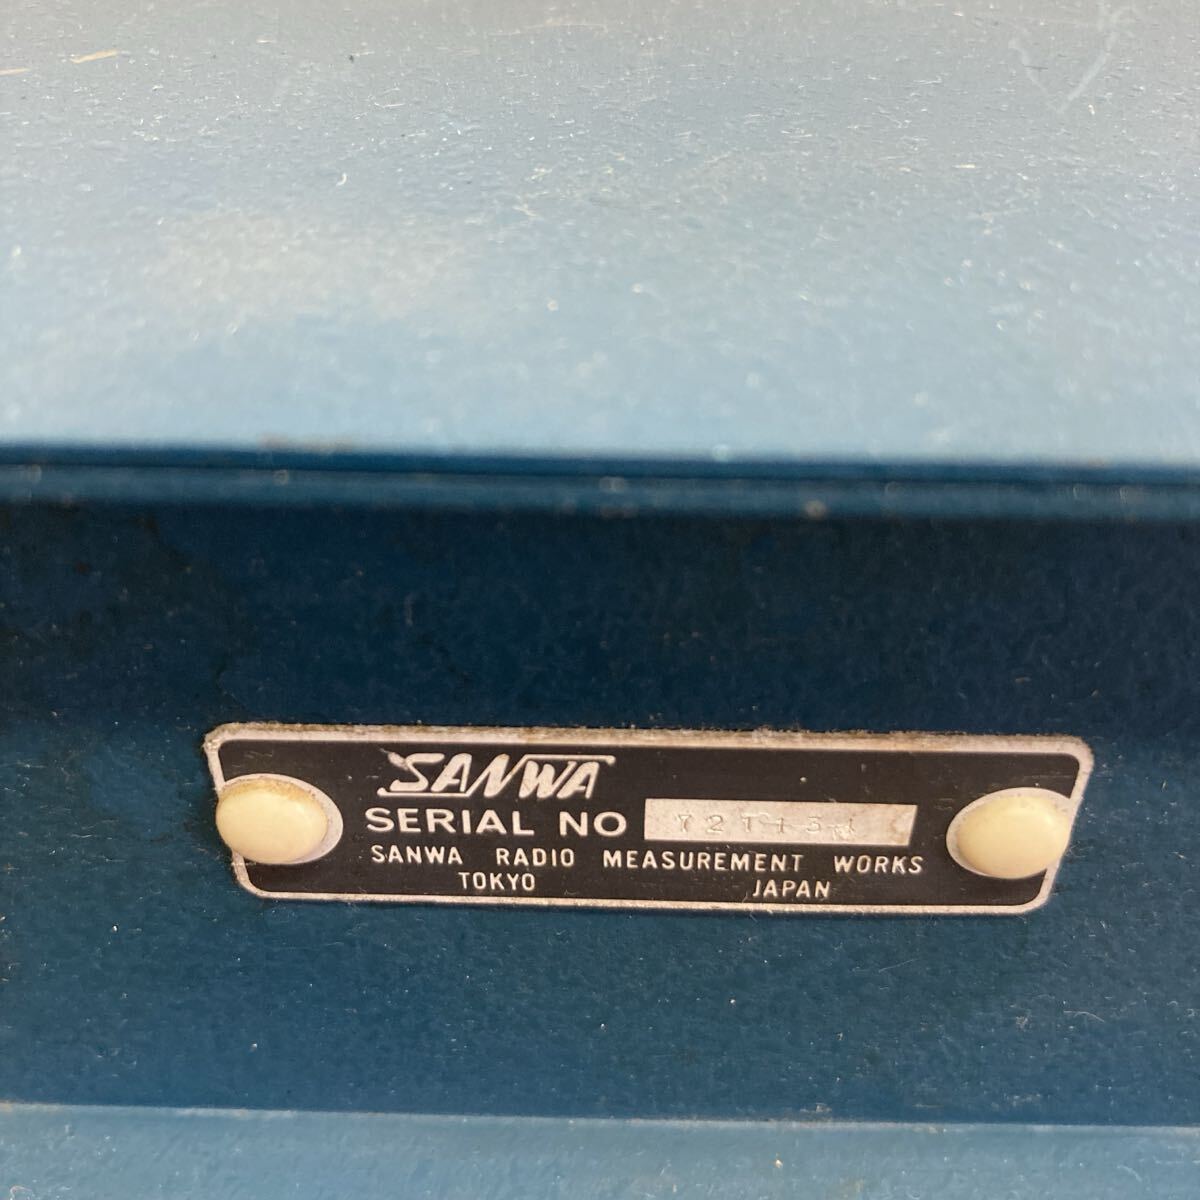 SANWA
SERIAL NO
SANWA RADIO MEASUREMENT WORKS
TOKYO JAPAN